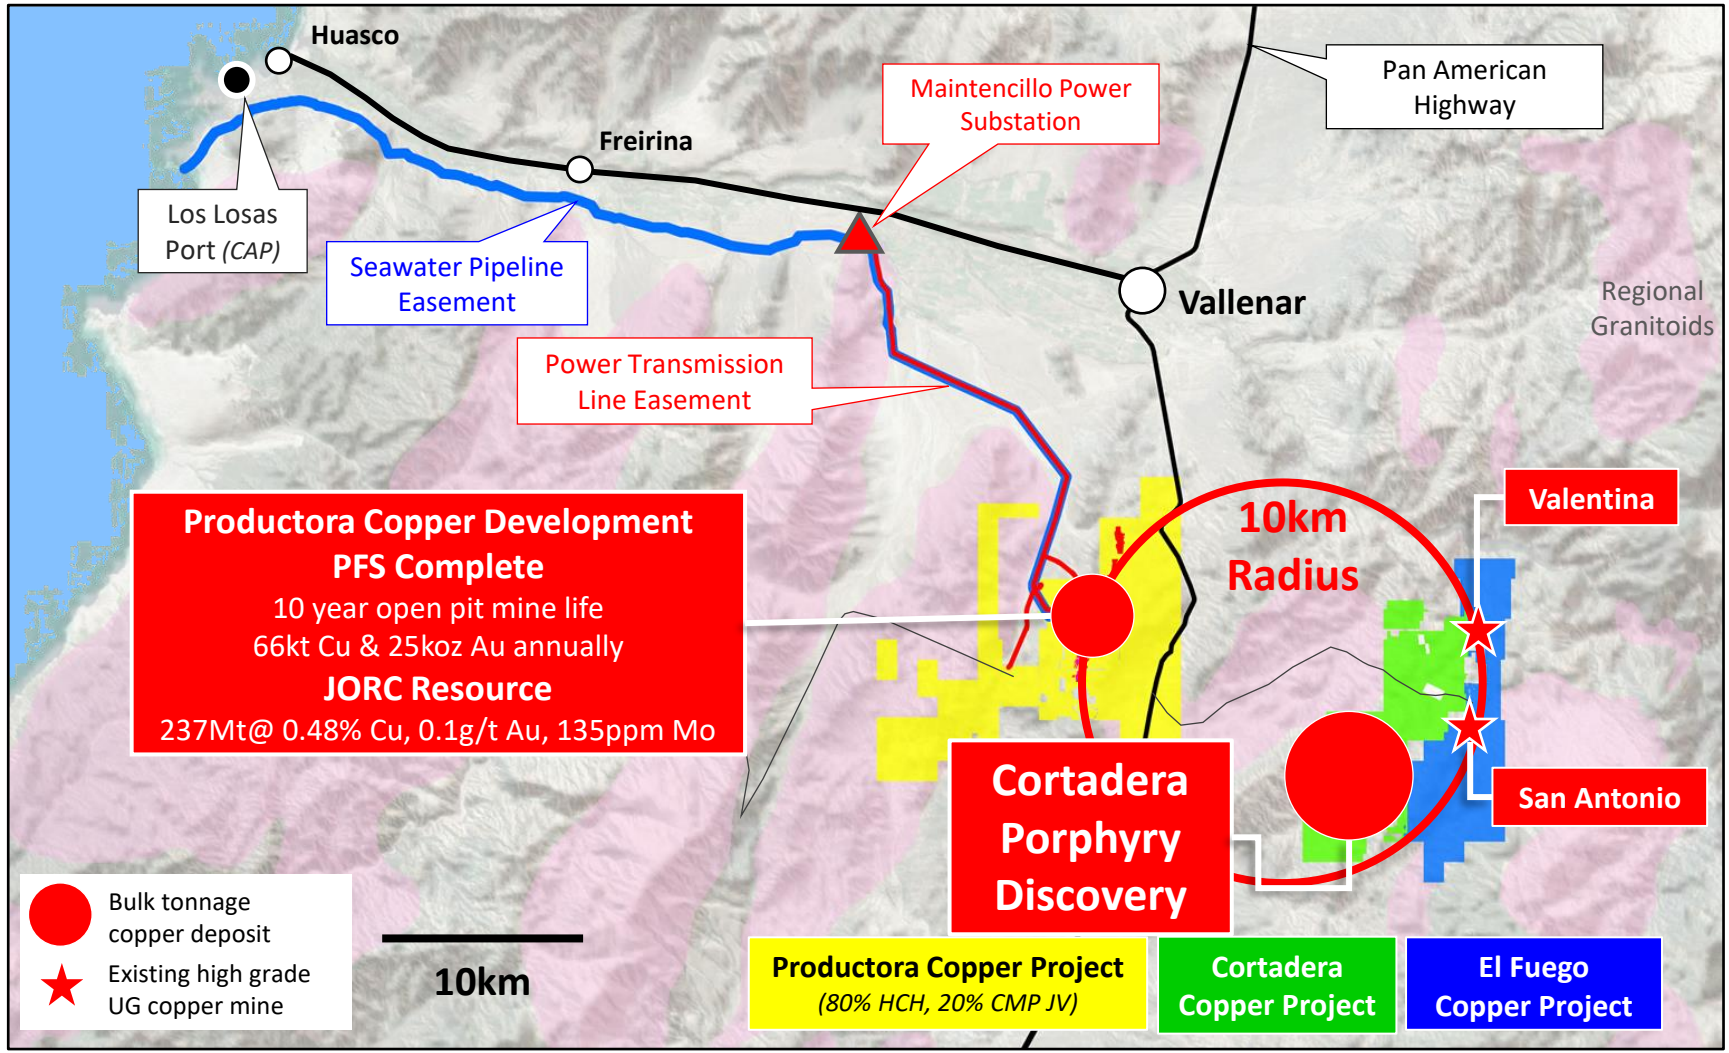 Huasco
Pan American
Highway
Maintencillo Power
Substation
Freirina
Los Losas
Port (CAP)
Seawater Pipeline
Easement
Vallenar
Regional
Granitoids
Power Transmission
Line Easement
Productora Copper Development
PFS Complete
10 year open pit mine life
66kt Cu & 25koz Au annually
JORC Resource
237Mt@ 0.48% Cu, 0.1g/t Au, 135ppm Mo
10km
Radius
Valentina
San Antonio
Cortadera
Porphyry
Discovery
Bulk tonnage
copper deposit
Existing high grade
UG copper mine
10km
Productora Copper Project
(80% HCH, 20% CMP JV)
Cortadera
Copper Project
El Fuego
Copper Project